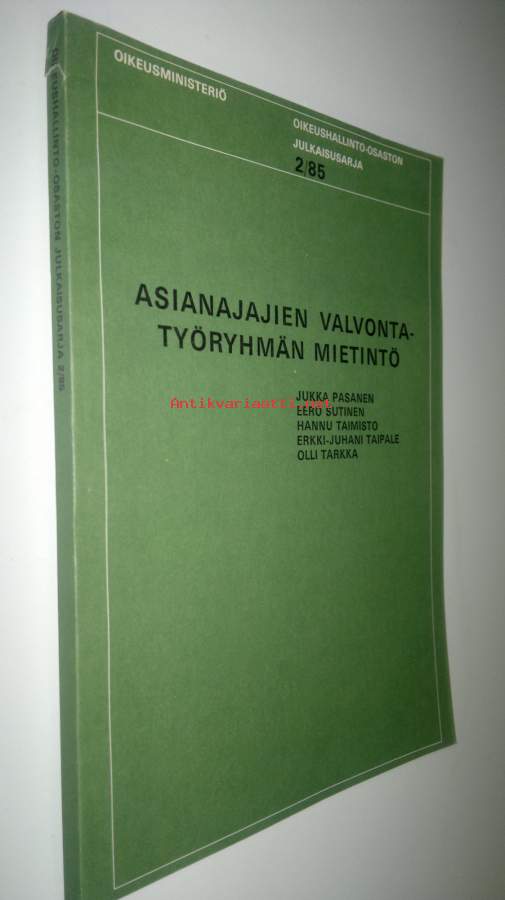 OIKEUSMINISTERIÖ
OIKEUSHALLINTO-OSASTON
JULKAISUSARJA
2/85
ASIANAJAJIEN VALVONTA-
TYÖRYHMÄN MIETINTÖ
JUKKA PASANEN
EERO SUTINEN
HANNU TAIMISTO
ERKKI-JUHANI TAIPALE
OLLI TARKKA
Antikvariaatti.net
OIKEUSHALLINTO-OSASTON JULKAISUSARJA 2/85